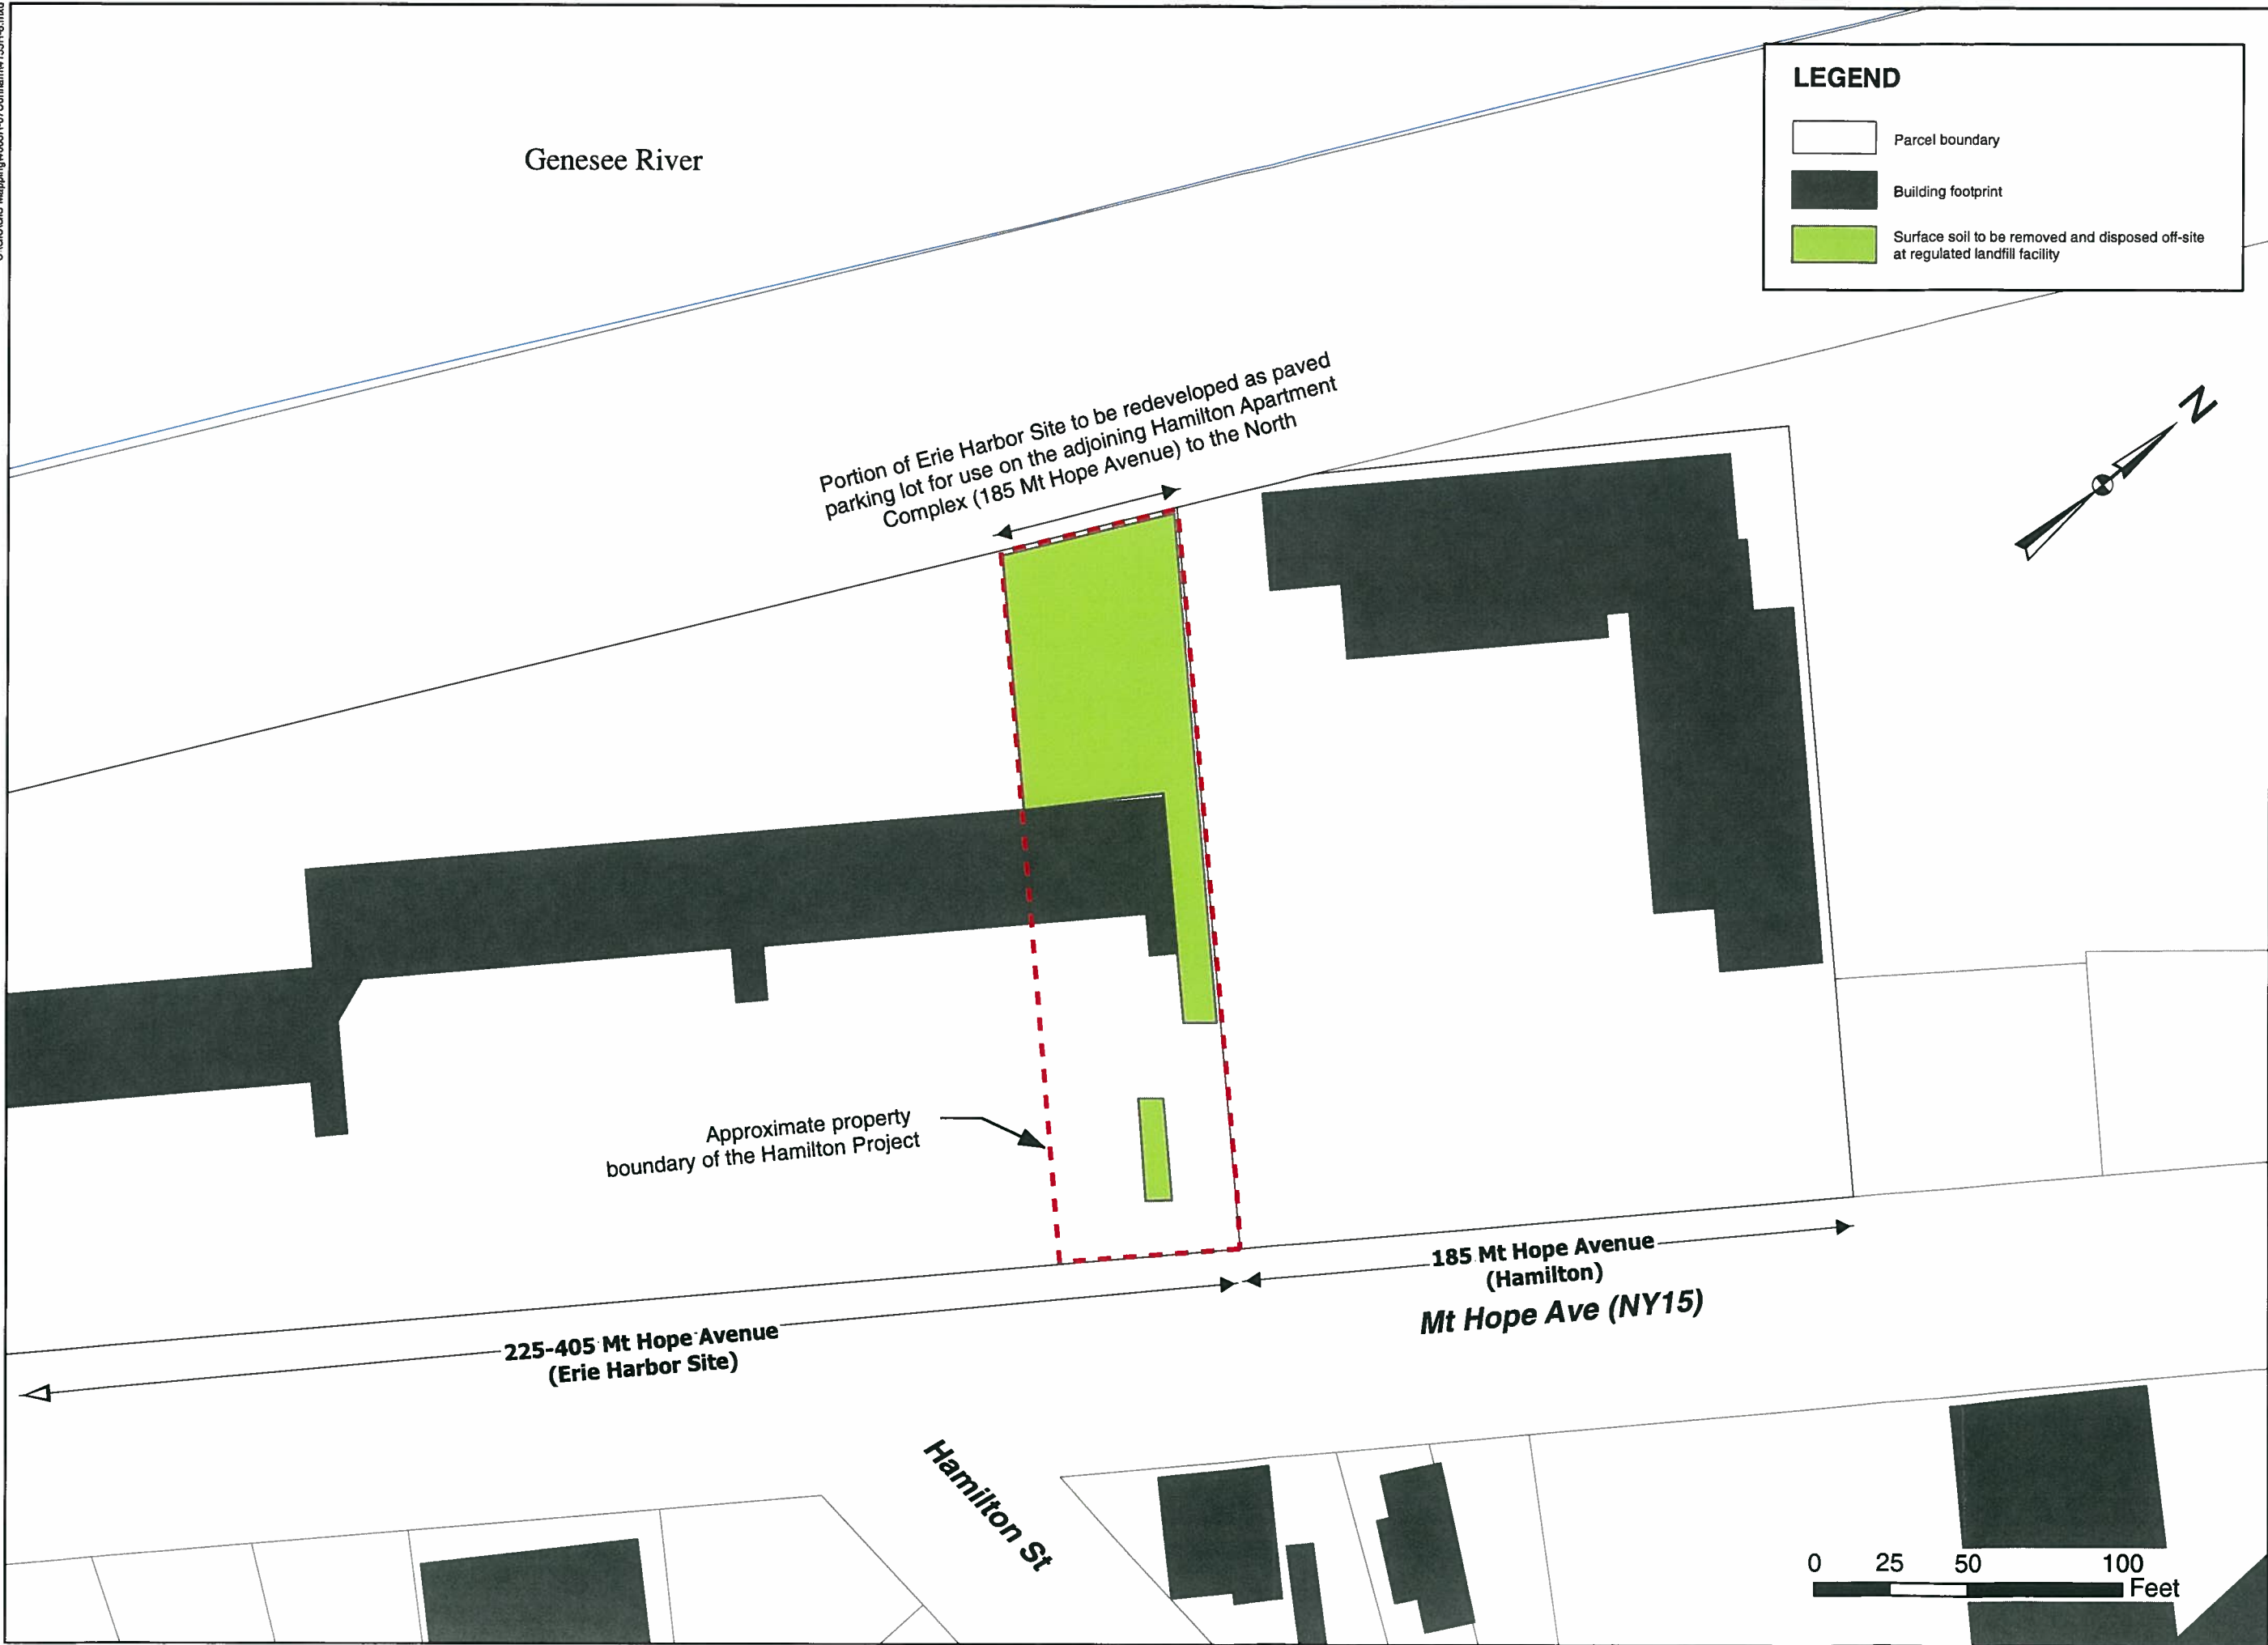 Genesee River
LEGEND
Parcel boundary
Building footprint
Surface soil to be removed and disposed off-site
at regulated landfill facility
N
Portion of Erie Harbor Site to be redeveloped as paved
parking lot for use on the adjoining Hamilton Apartment
Complex (185 Mt Hope Avenue) to the North
Approximate property
boundary of the Hamilton Project
185 Mt Hope Avenue
(Hamilton)
Mt Hope Ave (NY15)
225-405 Mt Hope Avenue
(Erie Harbor Site)
Hamilton St
0 25 50 100
Feet